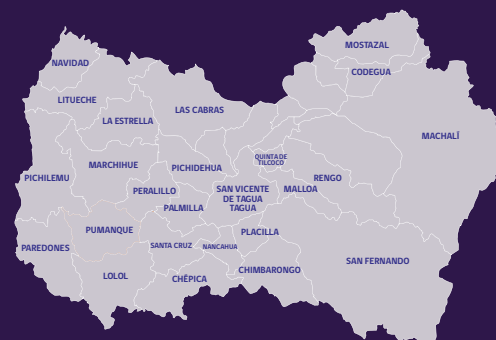 MOSTAZAL
NAVIDAD
CODEGUA
LITUECHE
LAS CABRAS
LA ESTRELLA
MACHALÍ
QUINTA DE
TILCOCO
MARCHIHUE
PICHIDEHUA
PICHILEMU
RENGO
PERALILLO
SAN VICENTE
DE TAGUA
TAGUA
MALLOA
PALMILLA
PUMANQUE
PLACILLA
PAREDONES
SANTA CRUZ
NANCAHUA
SAN FERNANDO
LOLOL
CHIMBARONGO
CHÉPICA